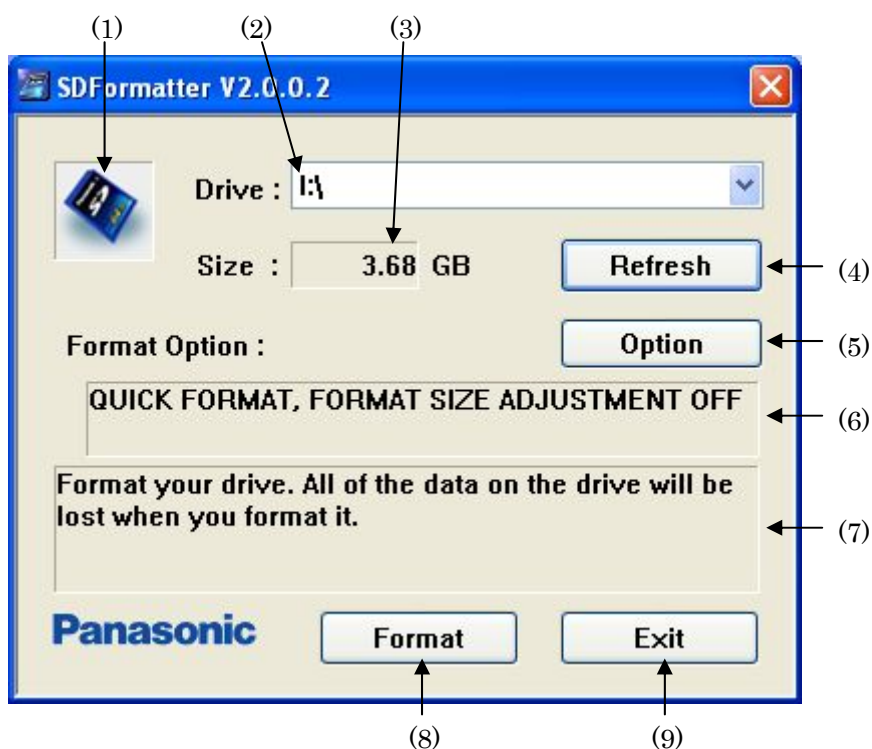 (1) (2) (3)
SDFormatter V2.0.0.2
Drive : I:\
Size : 3.68 GB Refresh (4)
Format Option : Option (5)
QUICK FORMAT, FORMAT SIZE ADJUSTMENT OFF (6)
Format your drive. All of the data on the drive will be
lost when you format it.
(7)
Panasonic Format Exit
(8) (9)